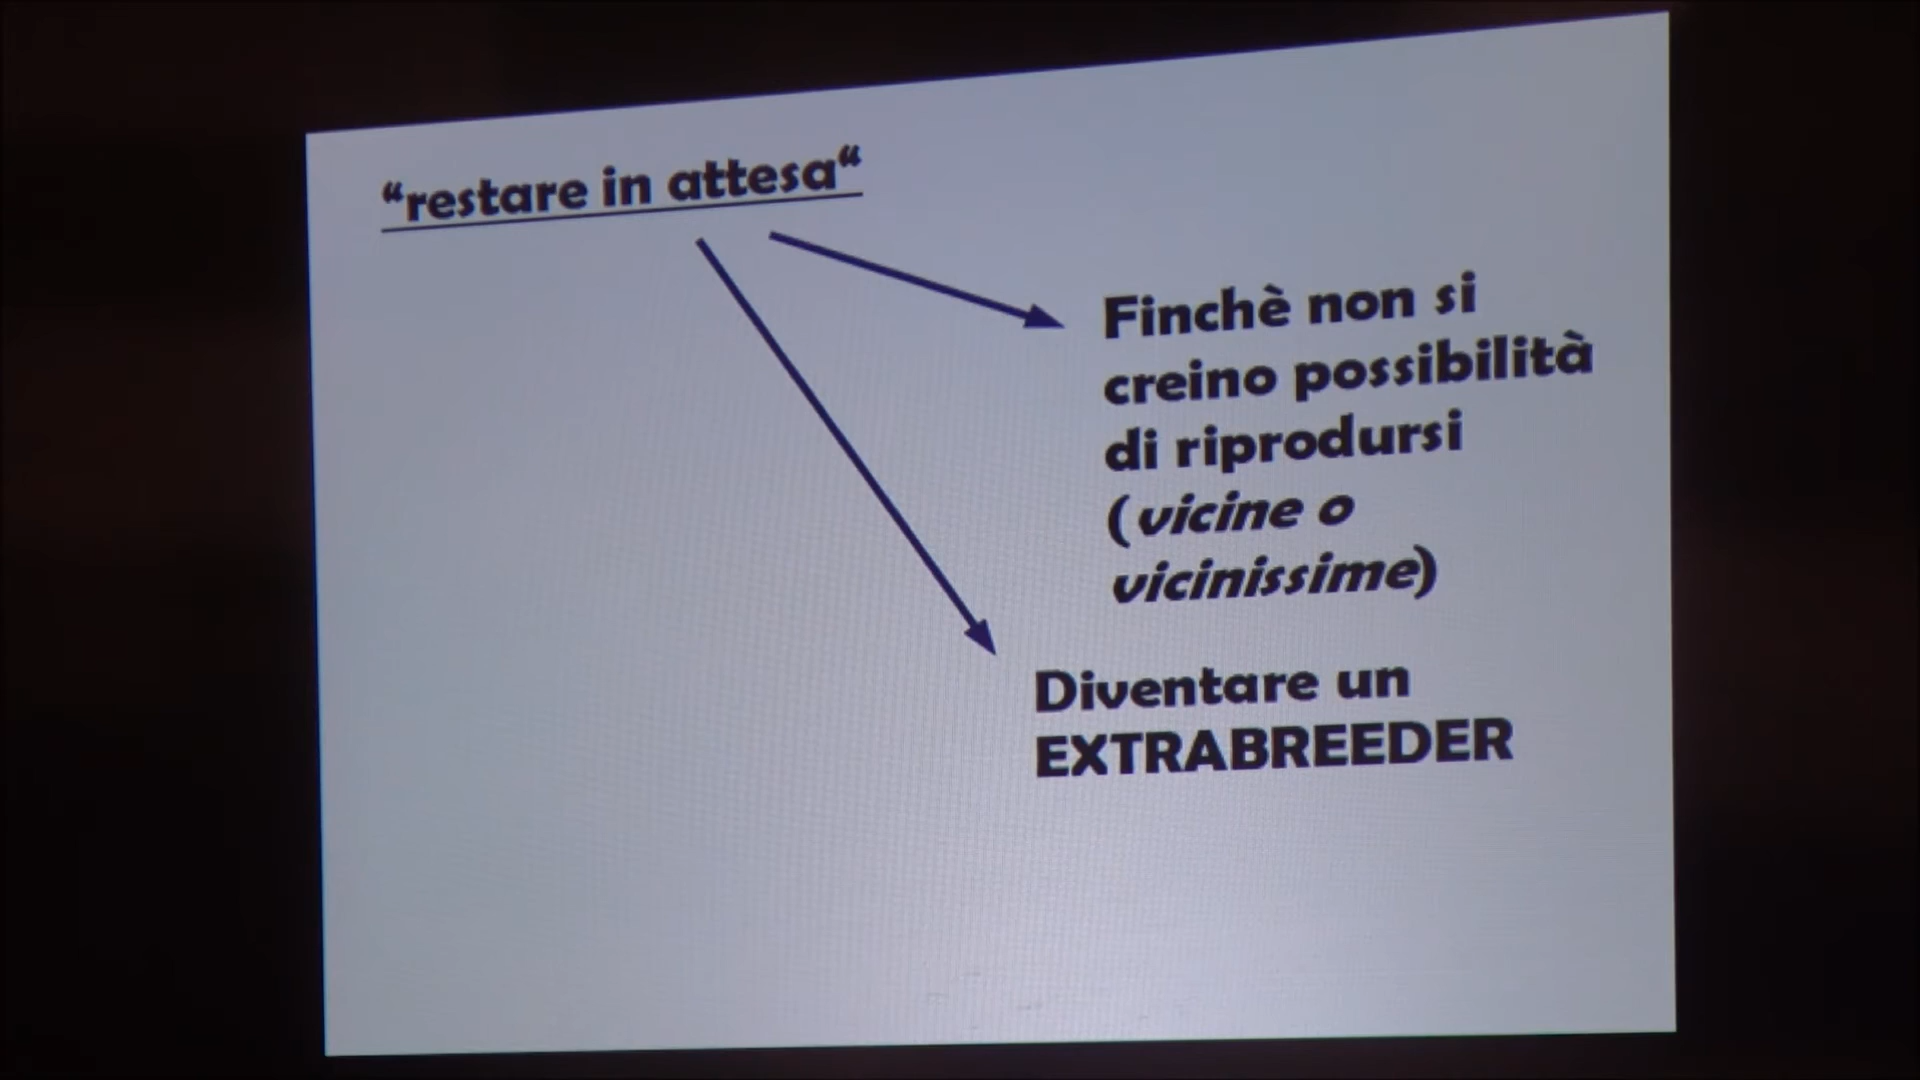 “restare in attesa“
Finchè non si
creino possibilità
di riprodursi
(vicine o
vicinissime)
Diventare un
EXTRABREEDER